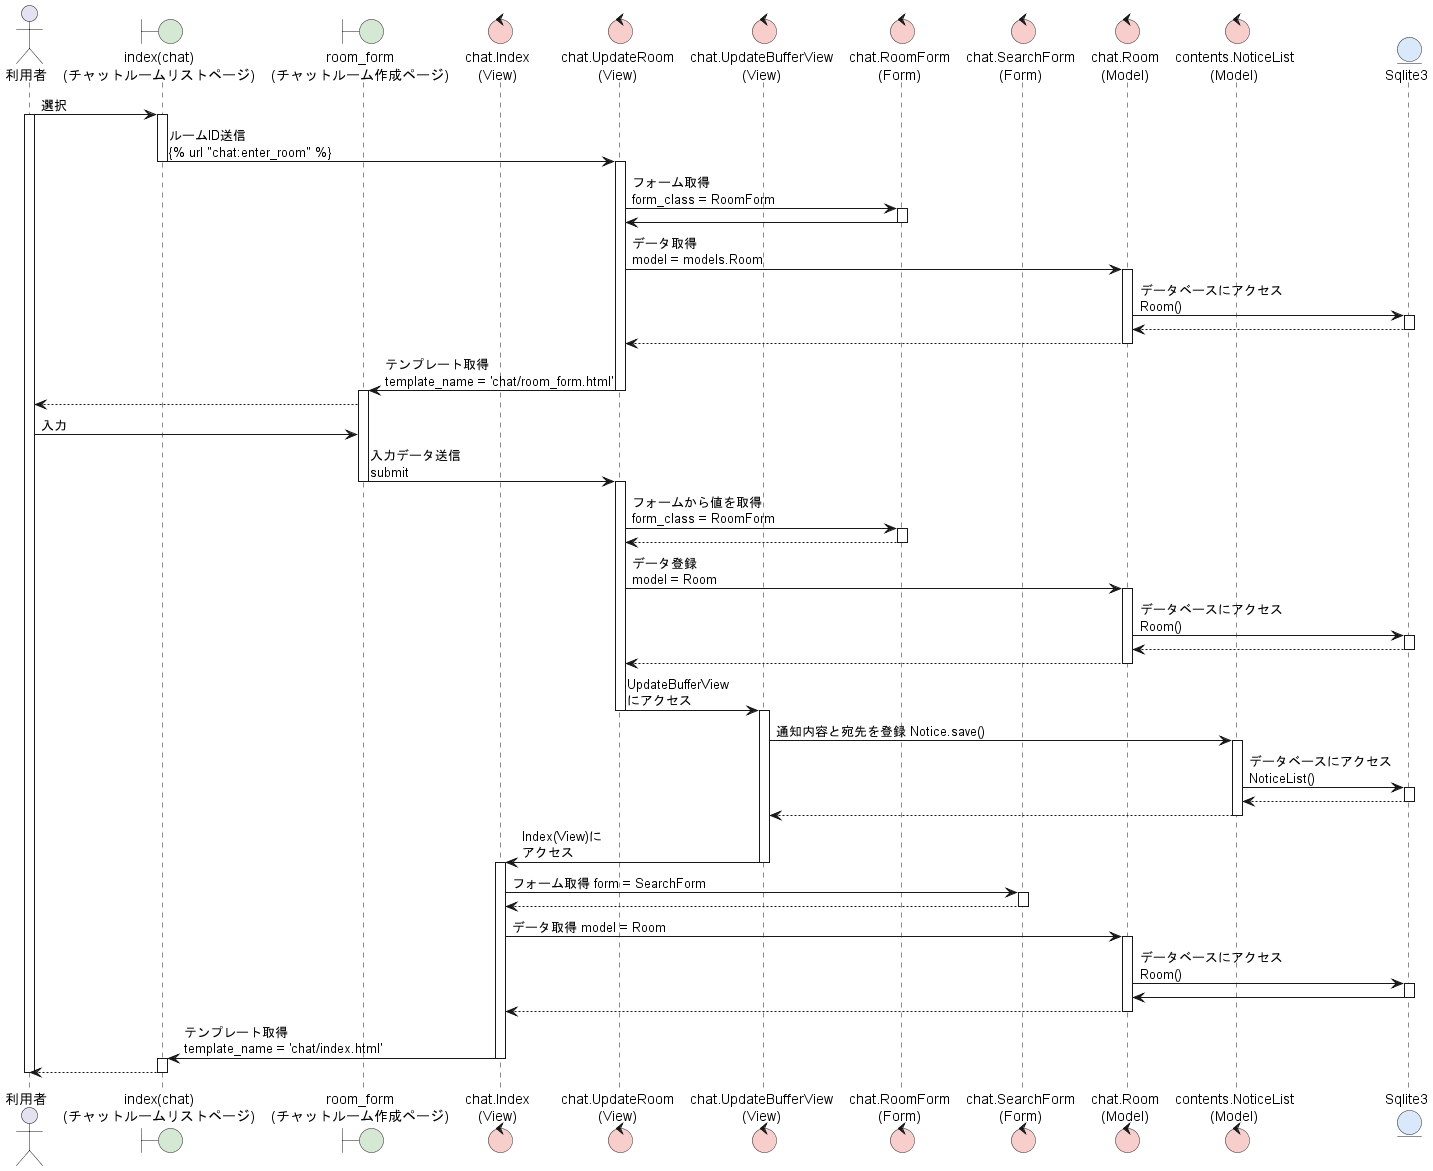 利用者
index(chat)
(チャットルームリストページ)
room_form
(チャットルーム作成ページ)
chat.Index
(View)
chat.UpdateRoom
(View)
chat.UpdateBufferView
(View)
chat.RoomForm
(Form)
chat.SearchForm
(Form)
chat.Room
(Model)
contents.NoticeList
(Model)
Sqlite3
選択
ルームID送信
{% url "chat:enter_room" %}
フォーム取得
form_class = RoomForm
データ取得
model = models.Room
データベースにアクセス
Room()
テンプレート取得
template_name = 'chat/room_form.html'
入力
入力データ送信
submit
フォームから値を取得
form_class = RoomForm
データ登録
model = Room
データベースにアクセス
Room()
UpdateBufferView
にアクセス
通知内容と宛先を登録 Notice.save()
データベースにアクセス
NoticeList()
Index(View)に
アクセス
フォーム取得 form = SearchForm
データ取得 model = Room
データベースにアクセス
Room()
テンプレート取得
template_name = 'chat/index.html'
利用者
index(chat)
(チャットルームリストページ)
room_form
(チャットルーム作成ページ)
chat.Index
(View)
chat.UpdateRoom
(View)
chat.UpdateBufferView
(View)
chat.RoomForm
(Form)
chat.SearchForm
(Form)
chat.Room
(Model)
contents.NoticeList
(Model)
Sqlite3